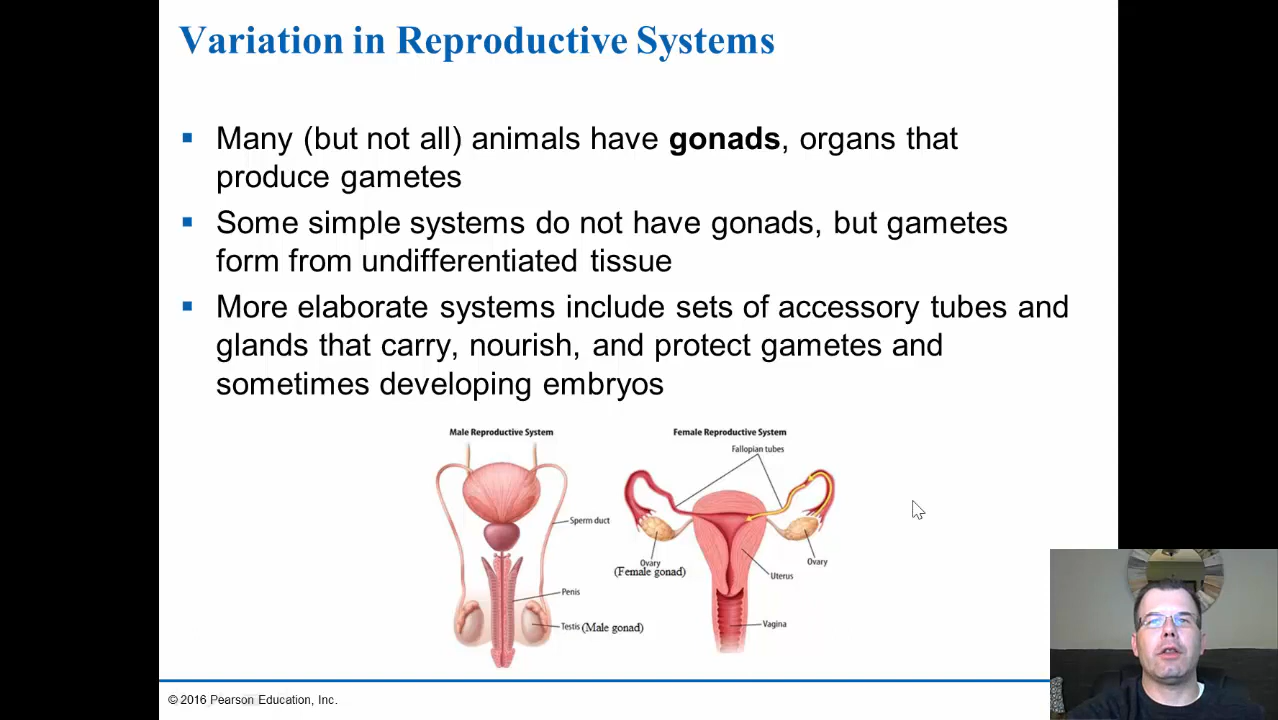 Variation in Reproductive Systems
Many (but not all) animals have gonads, organs that
produce gametes
Some simple systems do not have gonads, but gametes
form from undifferentiated tissue
More elaborate systems include sets of accessory tubes and
glands that carry, nourish, and protect gametes and
sometimes developing embryos
Male Reproductive System
Sperm duct
Penis
Testis (Male gonad)
Female Reproductive System
Fallopian tubes
Ovary
(Female gonad)
Ovary
Uterus
Vagina
© 2016 Pearson Education, Inc.